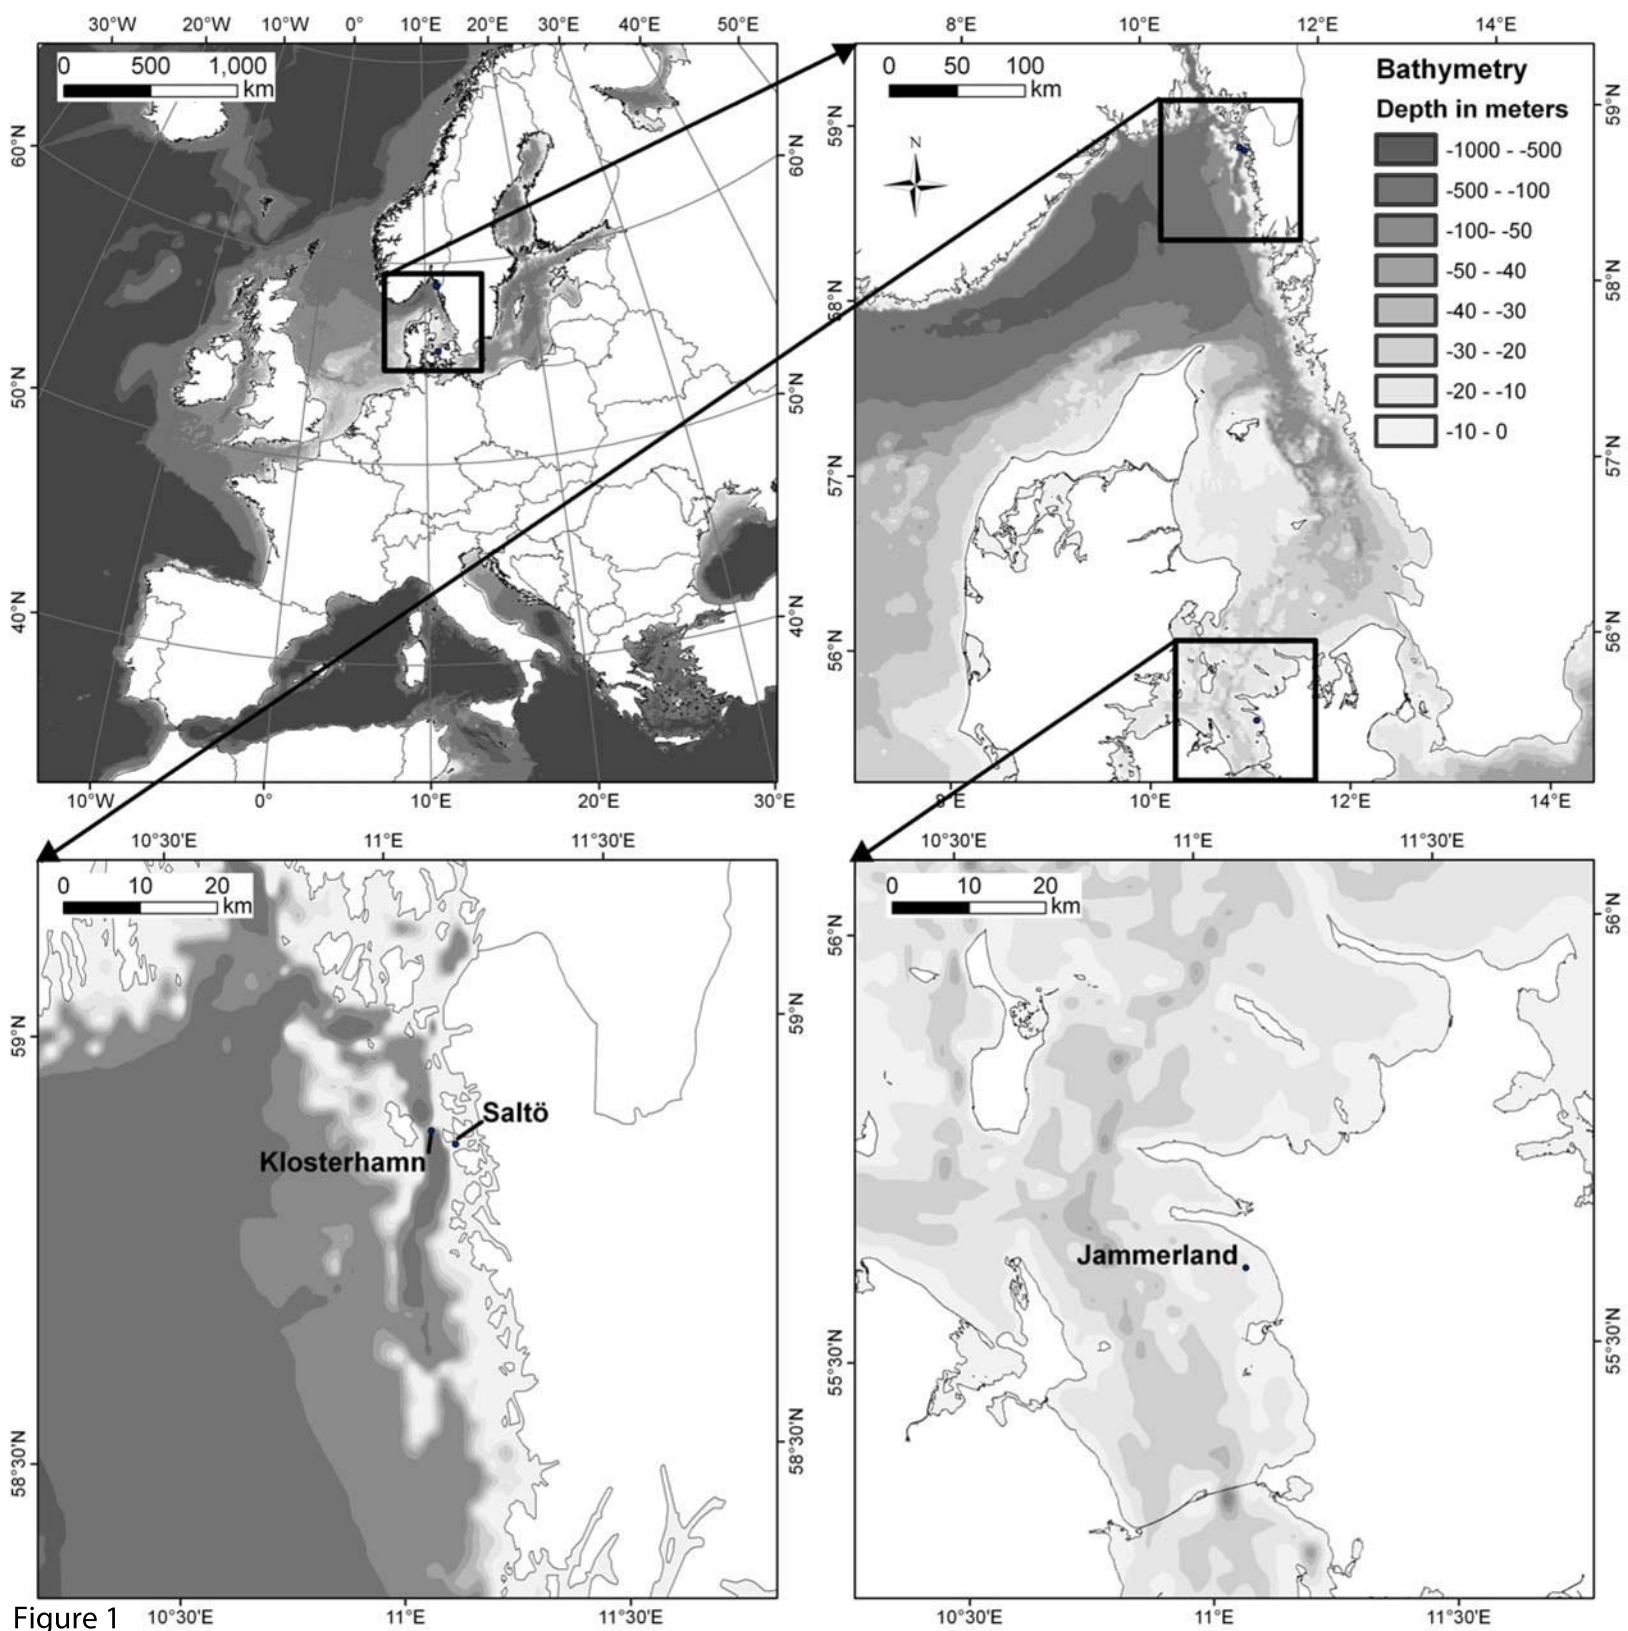 30°W 20°W 10°W 0° 10°E 20°E 30°E 40°E 50°E
0 500 1,000
km
60°N
50°N
40°N
60°N
50°N
40°N
10°W 0° 10°E 20°E 30°E
8°E 10°E 12°E 14°E
0 50 100
km
N
Bathymetry
Depth in meters
-1000 - -500
-500 - -100
-100- -50
-50 - -40
-40 - -30
-30 - -20
-20 - -10
-10 - 0
59°N
58°N
57°N
56°N
59°N
58°N
57°N
56°N
8°E 10°E 12°E 14°E
10°30'E 11°E 11°30'E
0 10 20
km
59°N
58°30'N
59°N
58°30'N
Saltö
Klosterhamn
10°30'E 11°E 11°30'E
10°30'E 11°E 11°30'E
0 10 20
km
56°N
55°30'N
56°N
55°30'N
Jammerland
10°30'E 11°E 11°30'E
Figure 1